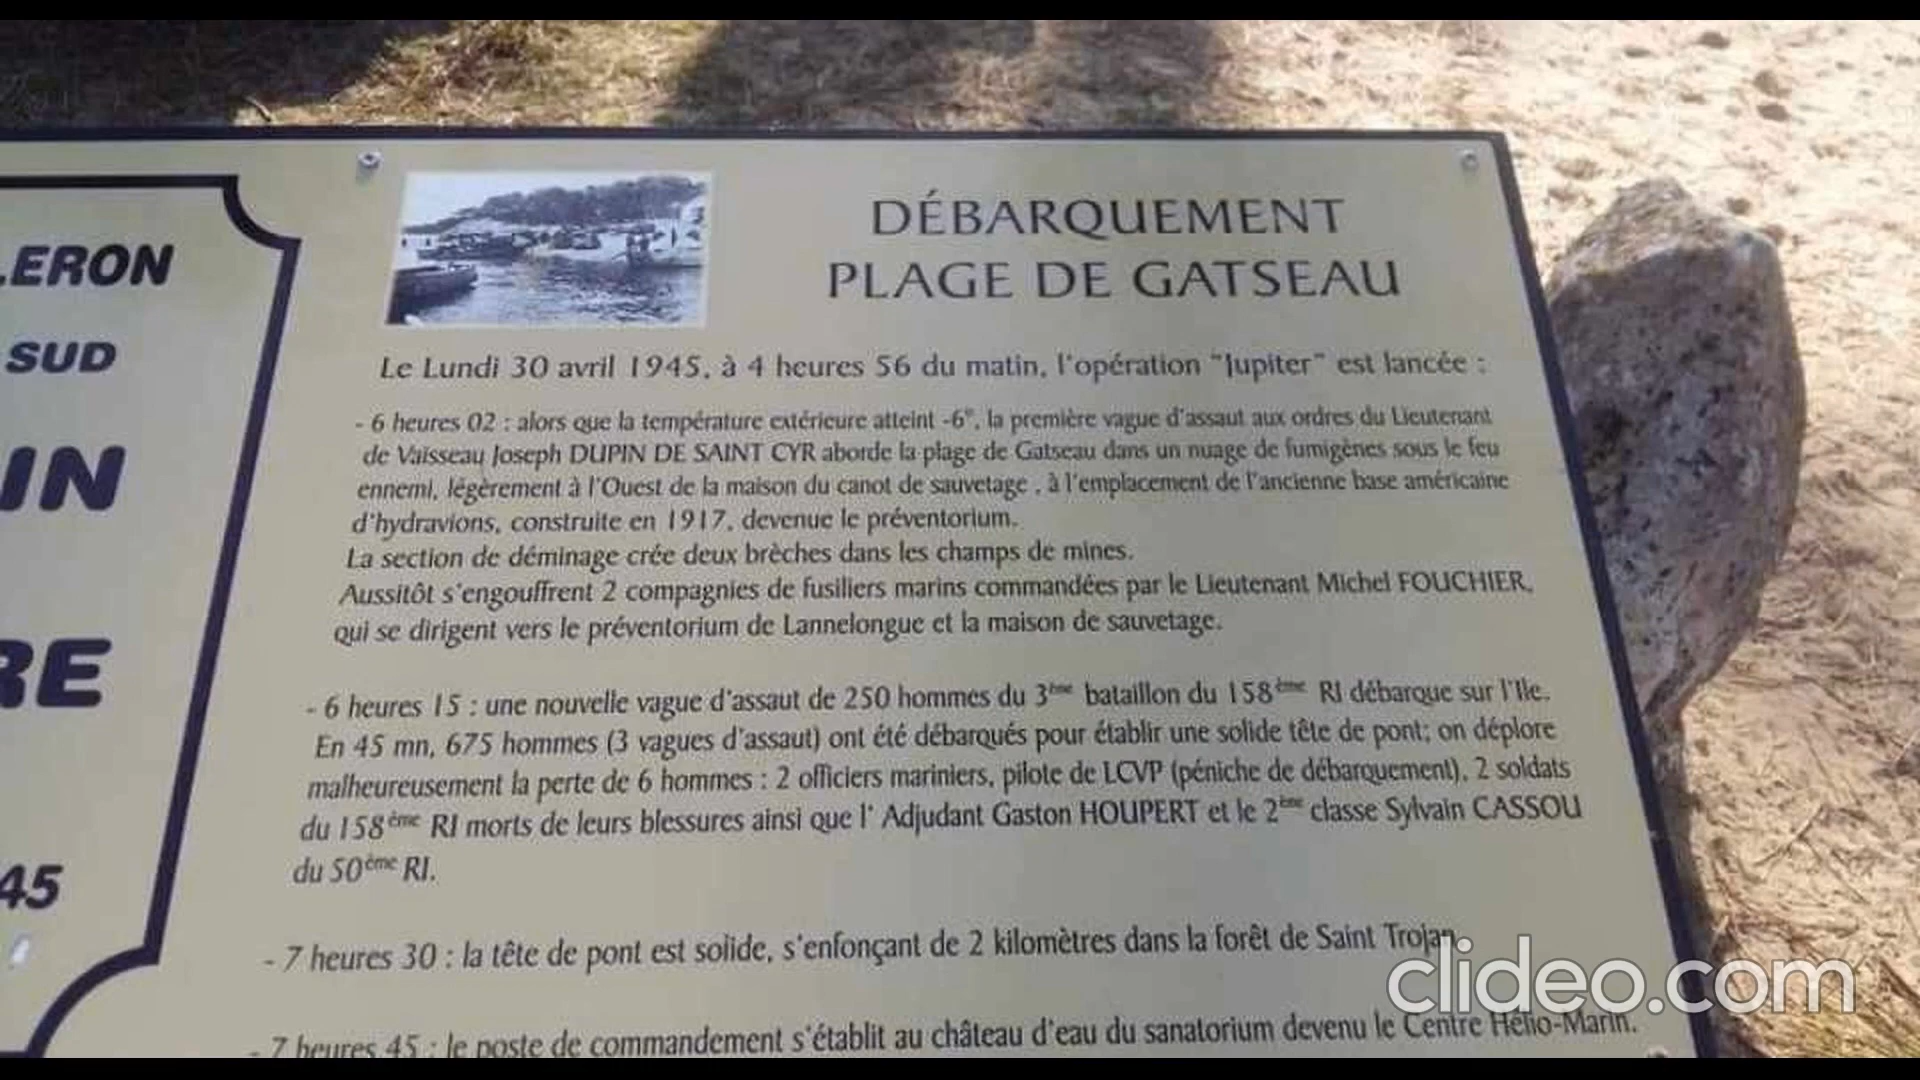 .ERON
SUD
IN
RE
45
DÉBARQUEMENT
PLAGE DE GATSEAU
Le Lundi 30 avril 1945, à 4 heures 56 du matin, l'opération "Jupiter" est lancée :
- 6 heures 02 : alors que la température extérieure atteint -6°, la première vague d'assaut aux ordres du Lieutenant
de Vaisseau Joseph DUPIN DE SAINT CYR aborde la plage de Gatseau dans un nuage de fumigènes sous le feu
ennemi, légèrement à l'Ouest de la maison du canot de sauvetage , à l'emplacement de l'ancienne base américaine
d'hydravions, construite en 1917, devenue le préventorium.
La section de déminage crée deux brèches dans les champs de mines.
Aussitôt s'engouffrent 2 compagnies de fusiliers marins commandées par le Lieutenant Michel FOUCHIER,
qui se dirigent vers le préventorium de Lannelongue et la maison de sauvetage.
- 6 heures 15 : une nouvelle vague d'assaut de 250 hommes du 3ème bataillon du 158ème RI débarque sur l'Ile.
En 45 mn, 675 hommes (3 vagues d'assaut) ont été débarqués pour établir une solide tête de pont; on déplore
malheureusement la perte de 6 hommes : 2 officiers mariniers, pilote de LCVP (péniche de débarquement), 2 soldats
du 158ème RI morts de leurs blessures ainsi que l' Adjudant Gaston HOUPERT et le 2ème classe Sylvain CASSOU
du 50ème RI.
- 7 heures 30 : la tête de pont est solide, s'enfonçant de 2 kilomètres dans la forêt de Saint Trojan.
- 7 heures 45 : le poste de commandement s'établit au château d'eau du sanatorium devenu le Centre Hélio-Marin.
clideo.com